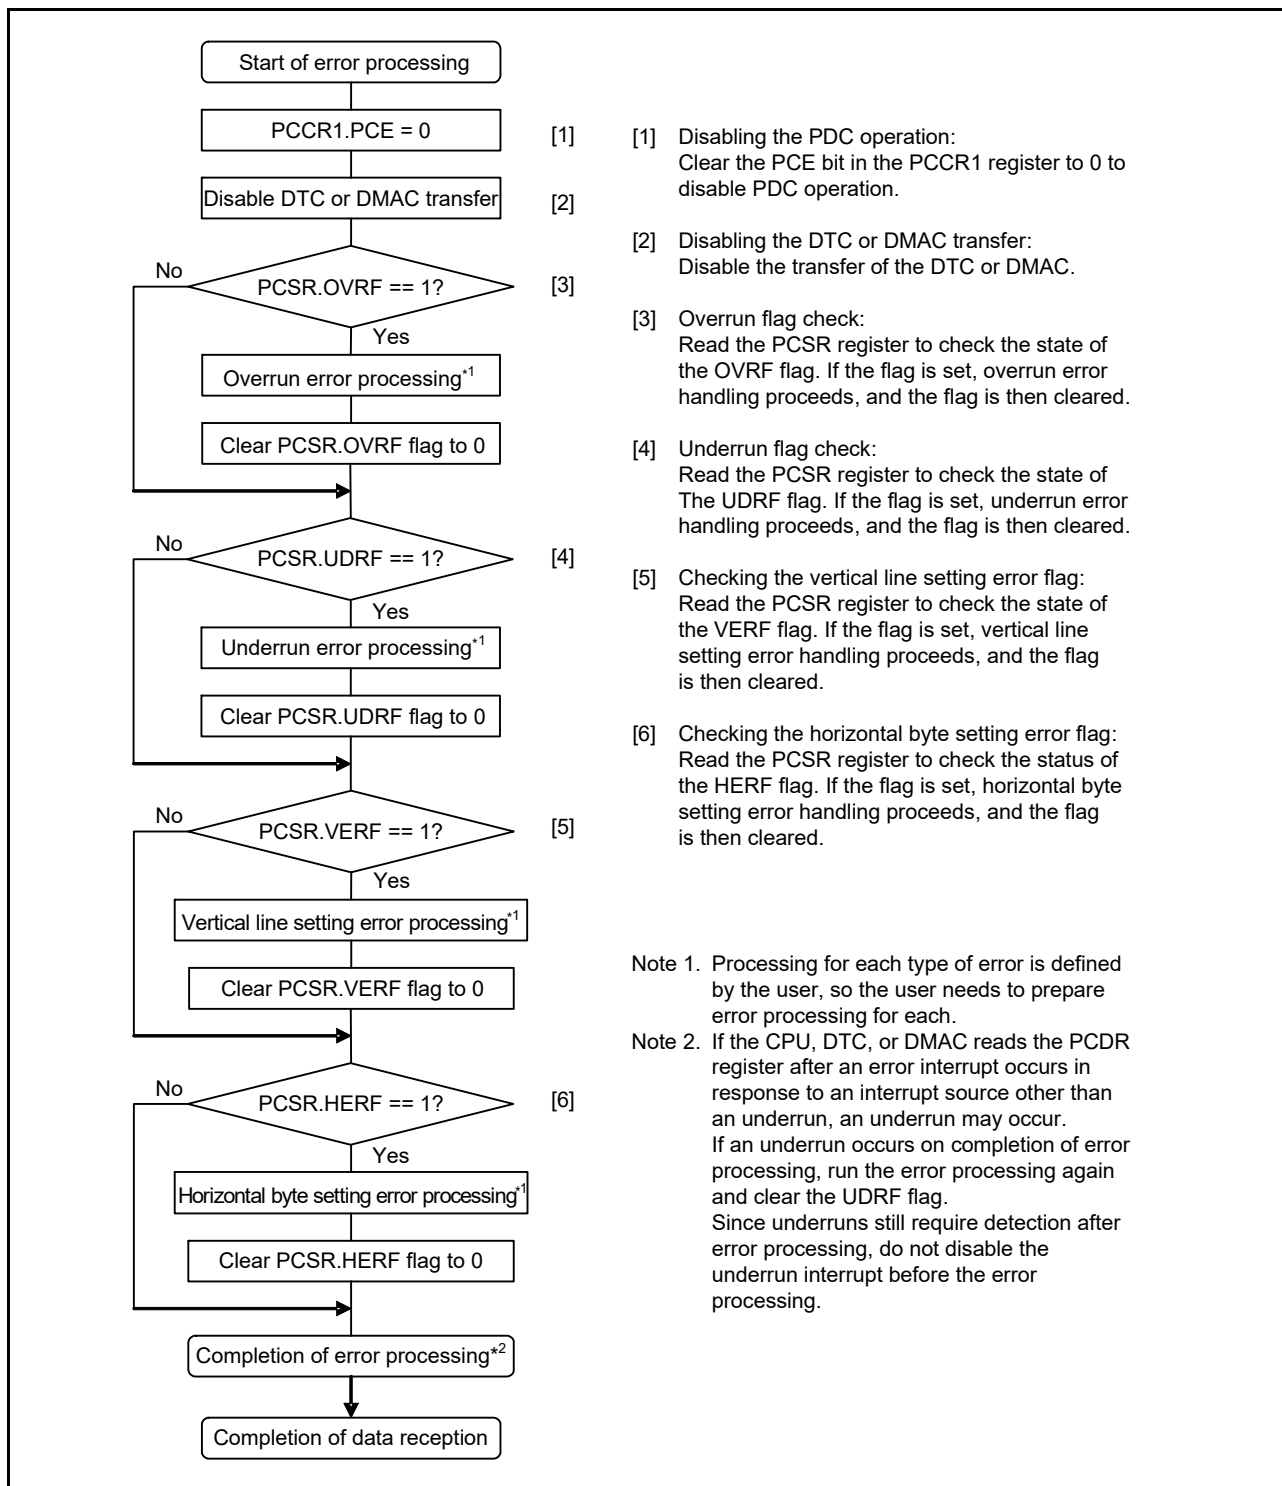 Start of error processing
PCCR1.PCE = 0
[1]
Disable DTC or DMAC transfer
[2]
No
PCSR.OVRF == 1?
[3]
Yes
Overrun error processing*1
Clear PCSR.OVRF flag to 0
No
PCSR.UDRF == 1?
[4]
Yes
Underrun error processing*1
Clear PCSR.UDRF flag to 0
No
PCSR.VERF == 1?
[5]
Yes
Vertical line setting error processing*1
Clear PCSR.VERF flag to 0
No
PCSR.HERF == 1?
[6]
Yes
Horizontal byte setting error processing*1
Clear PCSR.HERF flag to 0
Completion of error processing*2
Completion of data reception
[1] Disabling the PDC operation:
Clear the PCE bit in the PCCR1 register to 0 to
disable PDC operation.
[2] Disabling the DTC or DMAC transfer:
Disable the transfer of the DTC or DMAC.
[3] Overrun flag check:
Read the PCSR register to check the state of
the OVRF flag. If the flag is set, overrun error
handling proceeds, and the flag is then cleared.
[4] Underrun flag check:
Read the PCSR register to check the state of
The UDRF flag. If the flag is set, underrun error
handling proceeds, and the flag is then cleared.
[5] Checking the vertical line setting error flag:
Read the PCSR register to check the state of
the VERF flag. If the flag is set, vertical line
setting error handling proceeds, and the flag
is then cleared.
[6] Checking the horizontal byte setting error flag:
Read the PCSR register to check the status of
the HERF flag. If the flag is set, horizontal byte
setting error handling proceeds, and the flag
is then cleared.
Note 1. Processing for each type of error is defined
by the user, so the user needs to prepare
error processing for each.
Note 2. If the CPU, DTC, or DMAC reads the PCDR
register after an error interrupt occurs in
response to an interrupt source other than
an underrun, an underrun may occur.
If an underrun occurs on completion of error
processing, run the error processing again
and clear the UDRF flag.
Since underruns still require detection after
error processing, do not disable the
underrun interrupt before the error
processing.